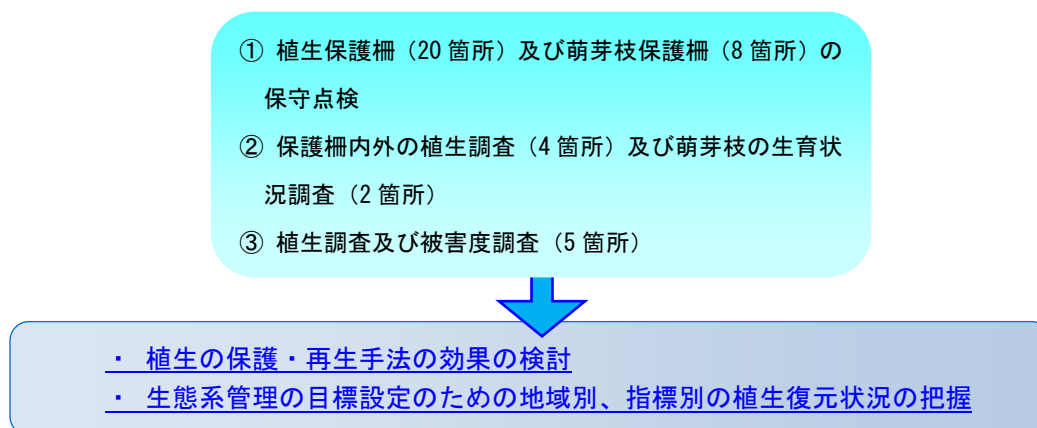 ① 植生保護柵（20 箇所）及び萌芽枝保護柵（8 箇所）の
保守点検
② 保護柵内外の植生調査（4 箇所）及び萌芽枝の生育状
況調査（2 箇所）
③ 植生調査及び被害度調査（5 箇所）
・ 植生の保護・再生手法の効果の検討
・ 生態系管理の目標設定のための地域別、指標別の植生復元状況の把握